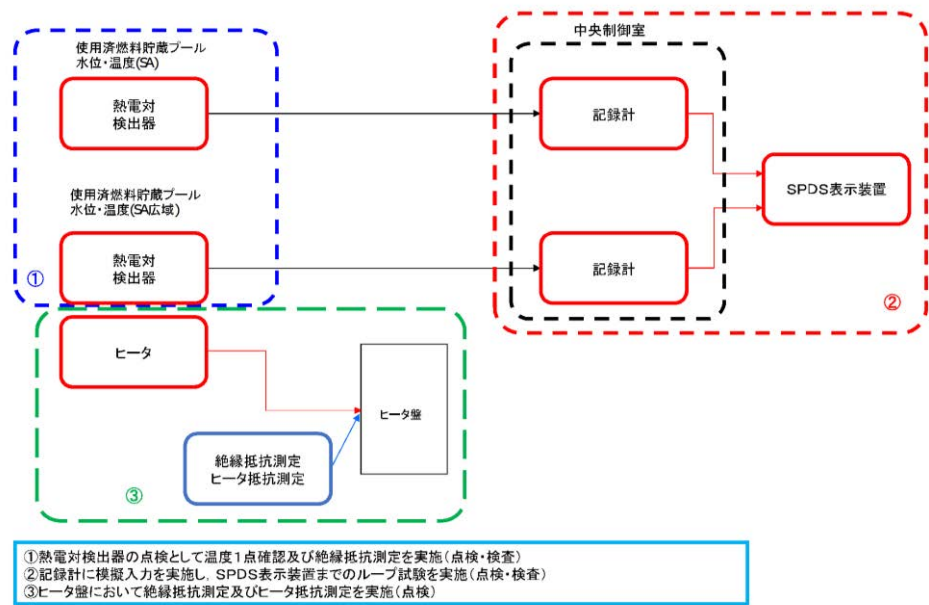 使用済燃料貯蔵プール
水位・温度(SA)
熱電対
検出器
使用済燃料貯蔵プール
水位・温度(SA広域)
熱電対
検出器
①
中央制御室
記録計
記録計
SPDS表示装置
②
ヒータ
ヒータ盤
絶縁抵抗測定
ヒータ抵抗測定
③
①熱電対検出器の点検として温度1点確認及び絶縁抵抗測定を実施(点検・検査)
②記録計に模擬入力を実施し，SPDS表示装置までのループ試験を実施(点検・検査)
③ヒータ盤において絶縁抵抗測定及びヒータ抵抗測定を実施(点検)